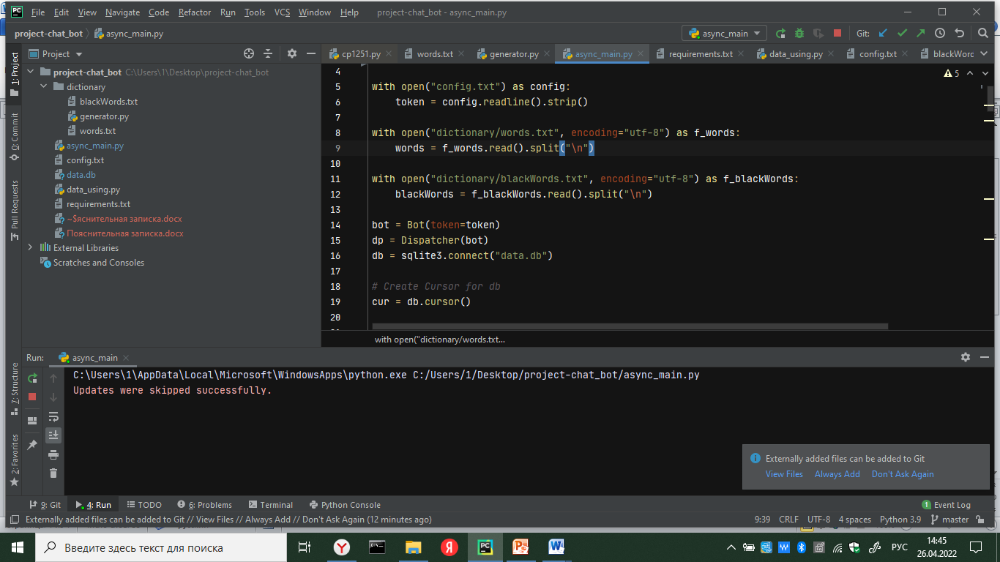 File Edit View Navigate Code Refactor Run Tools VCS Window Help project-chat_bot - async_main.py
project-chat_bot async_main.py async_main Git:
1: Project
Project
cp1251.py words.txt generator.py async_main.py requirements.txt data_using.py config.txt blackWorc
project-chat_bot C:\Users\1\Desktop\project-chat_bot
dictionary
blackWords.txt
generator.py
words.txt
async_main.py
config.txt
data.db
data_using.py
requirements.txt
~$яснительная записка.docx
Пояснительная записка.docx
External Libraries
Scratches and Consoles
0: Commit
Pull Requests
7: Structure
2: Favorites
5
4
5 with open("config.txt") as config:
6 token = config.readline().strip()
7
8 with open("dictionary/words.txt", encoding="utf-8") as f_words:
9 words = f_words.read().split("\n")
10
11 with open("dictionary/blackWords.txt", encoding="utf-8") as f_blackWords:
12 blackWords = f_blackWords.read().split("\n")
13
14 bot = Bot(token=token)
15 dp = Dispatcher(bot)
16 db = sqlite3.connect("data.db")
17
18 # Create Cursor for db
19 cur = db.cursor()
20
with open("dictionary/words.txt...
Run: async_main
C:\Users\1\AppData\Local\Microsoft\WindowsApps\python.exe C:/Users/1/Desktop/project-chat_bot/async_main.py
Updates were skipped successfully.
Externally added files can be added to Git
View Files Always Add Don't Ask Again
9: Git 4: Run TODO 6: Problems Terminal Python Console 1 Event Log
Externally added files can be added to Git // View Files // Always Add // Don't Ask Again (12 minutes ago) 9:39 CRLF UTF-8 4 spaces Python 3.9 master
Введите здесь текст для поиска РУС 14:45
26.04.2022